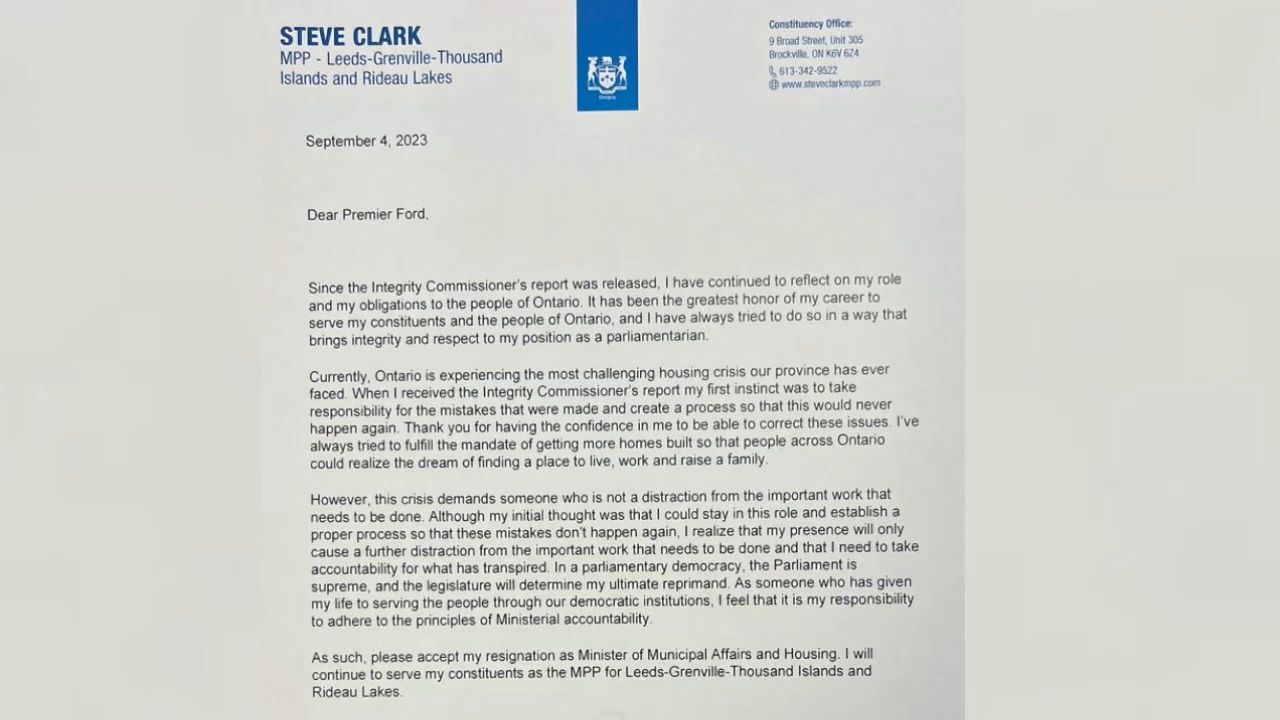 STEVE CLARK
MPP - Leeds-Grenville-Thousand
Islands and Rideau Lakes
Ontario
Constituency Office:
9 Broad Street, Unit 305
Brockville, ON K6V 6Z4
613-342-9522
www.steveclarkmpp.com
September 4, 2023
Dear Premier Ford,
Since the Integrity Commissioner's report was released, I have continued to reflect on my role
and my obligations to the people of Ontario. It has been the greatest honor of my career to
serve my constituents and the people of Ontario, and I have always tried to do so in a way that
brings integrity and respect to my position as a parliamentarian.
Currently, Ontario is experiencing the most challenging housing crisis our province has ever
faced. When I received the Integrity Commissioner's report my first instinct was to take
responsibility for the mistakes that were made and create a process so that this would never
happen again. Thank you for having the confidence in me to be able to correct these issues. I've
always tried to fulfill the mandate of getting more homes built so that people across Ontario
could realize the dream of finding a place to live, work and raise a family.
However, this crisis demands someone who is not a distraction from the important work that
needs to be done. Although my initial thought was that I could stay in this role and establish a
proper process so that these mistakes don't happen again, I realize that my presence will only
cause a further distraction from the important work that needs to be done and that I need to take
accountability for what has transpired. In a parliamentary democracy, the Parliament is
supreme, and the legislature will determine my ultimate reprimand. As someone who has given
my life to serving the people through our democratic institutions, I feel that it is my responsibility
to adhere to the principles of Ministerial accountability.
As such, please accept my resignation as Minister of Municipal Affairs and Housing. I will
continue to serve my constituents as the MPP for Leeds-Grenville-Thousand Islands and
Rideau Lakes.